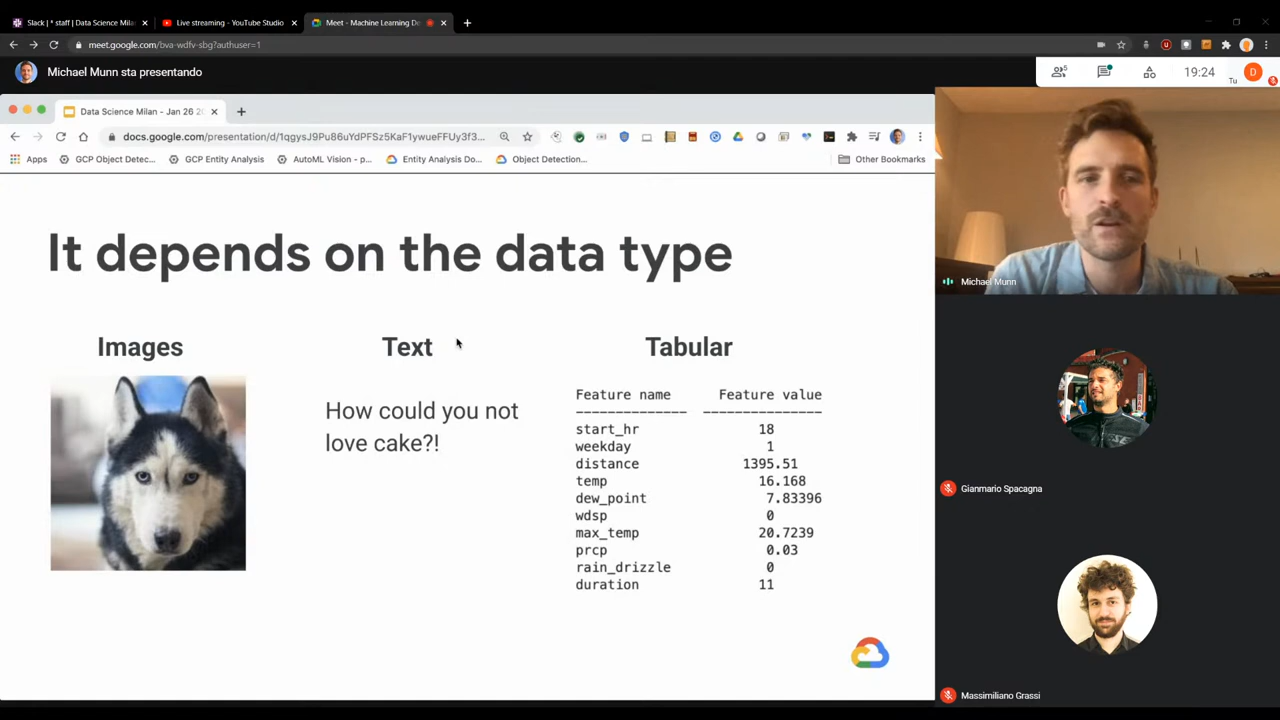 Slack | * staff | Data Science Mila
Live streaming - YouTube Studio
Meet - Machine Learning De
meet.google.com/bva-wdfv-sbg?authuser=1
Michael Munn sta presentando
5
19:24
Tu
D
Data Science Milan - Jan 26 2
docs.google.com/presentation/d/1qgysJ9Pu86uYdPFSz5KaF1ywueFFUy3f3...
Apps
GCP Object Detec...
GCP Entity Analysis
AutoML Vision - p...
Entity Analysis Do...
Object Detection...
Other Bookmarks
It depends on the data type
Images
Text
Tabular
How could you not
love cake?!
Feature name Feature value
--------------- ---------------
start_hr 18
weekday 1
distance 1395.51
temp 16.168
dew_point 7.83396
wdsp 0
max_temp 20.7239
prcp 0.03
rain_drizzle 0
duration 11
Michael Munn
Gianmario Spacagna
Massimiliano Grassi